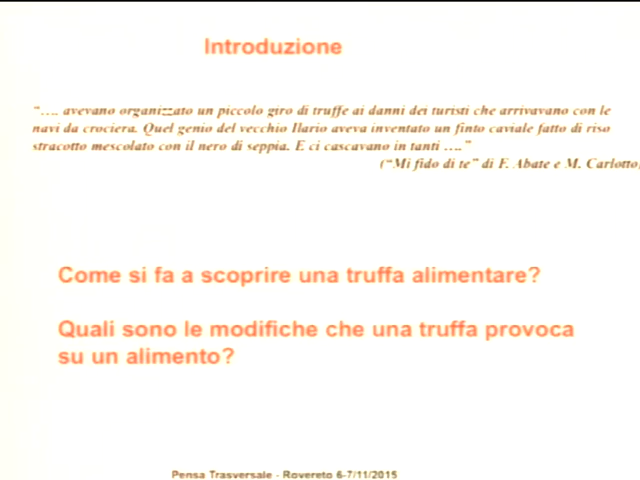 Introduzione
“…. avevano organizzato un piccolo giro di truffe ai danni dei turisti che arrivavano con le
navi da crociera. Quel genio del vecchio Ilario aveva inventato un finto caviale fatto di riso
stracotto mescolato con il nero di seppia. E ci cascavano in tanti ….”
(“Mi fido di te” di F. Abate e M. Carlotto,
Come si fa a scoprire una truffa alimentare?
Quali sono le modifiche che una truffa provoca
su un alimento?
Pensa Trasversale - Rovereto 6-7/11/2015